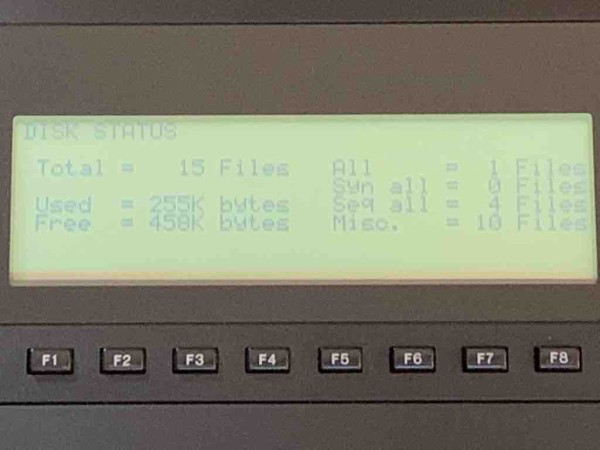 DISK STATUS
Total = 15 Files All = 1 Files
Syn all = 0 Files
Used = 255K bytes Seq all = 4 Files
Free = 458K bytes Misc. = 10 Files
F1 F2 F3 F4 F5 F6 F7 F8